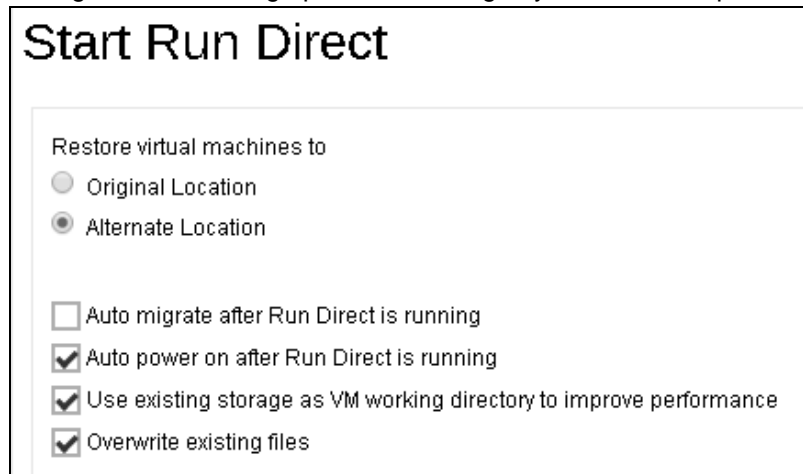 Start Run Direct
Restore virtual machines to
Original Location
Alternate Location
Auto migrate after Run Direct is running
Auto power on after Run Direct is running
Use existing storage as VM working directory to improve performance
Overwrite existing files